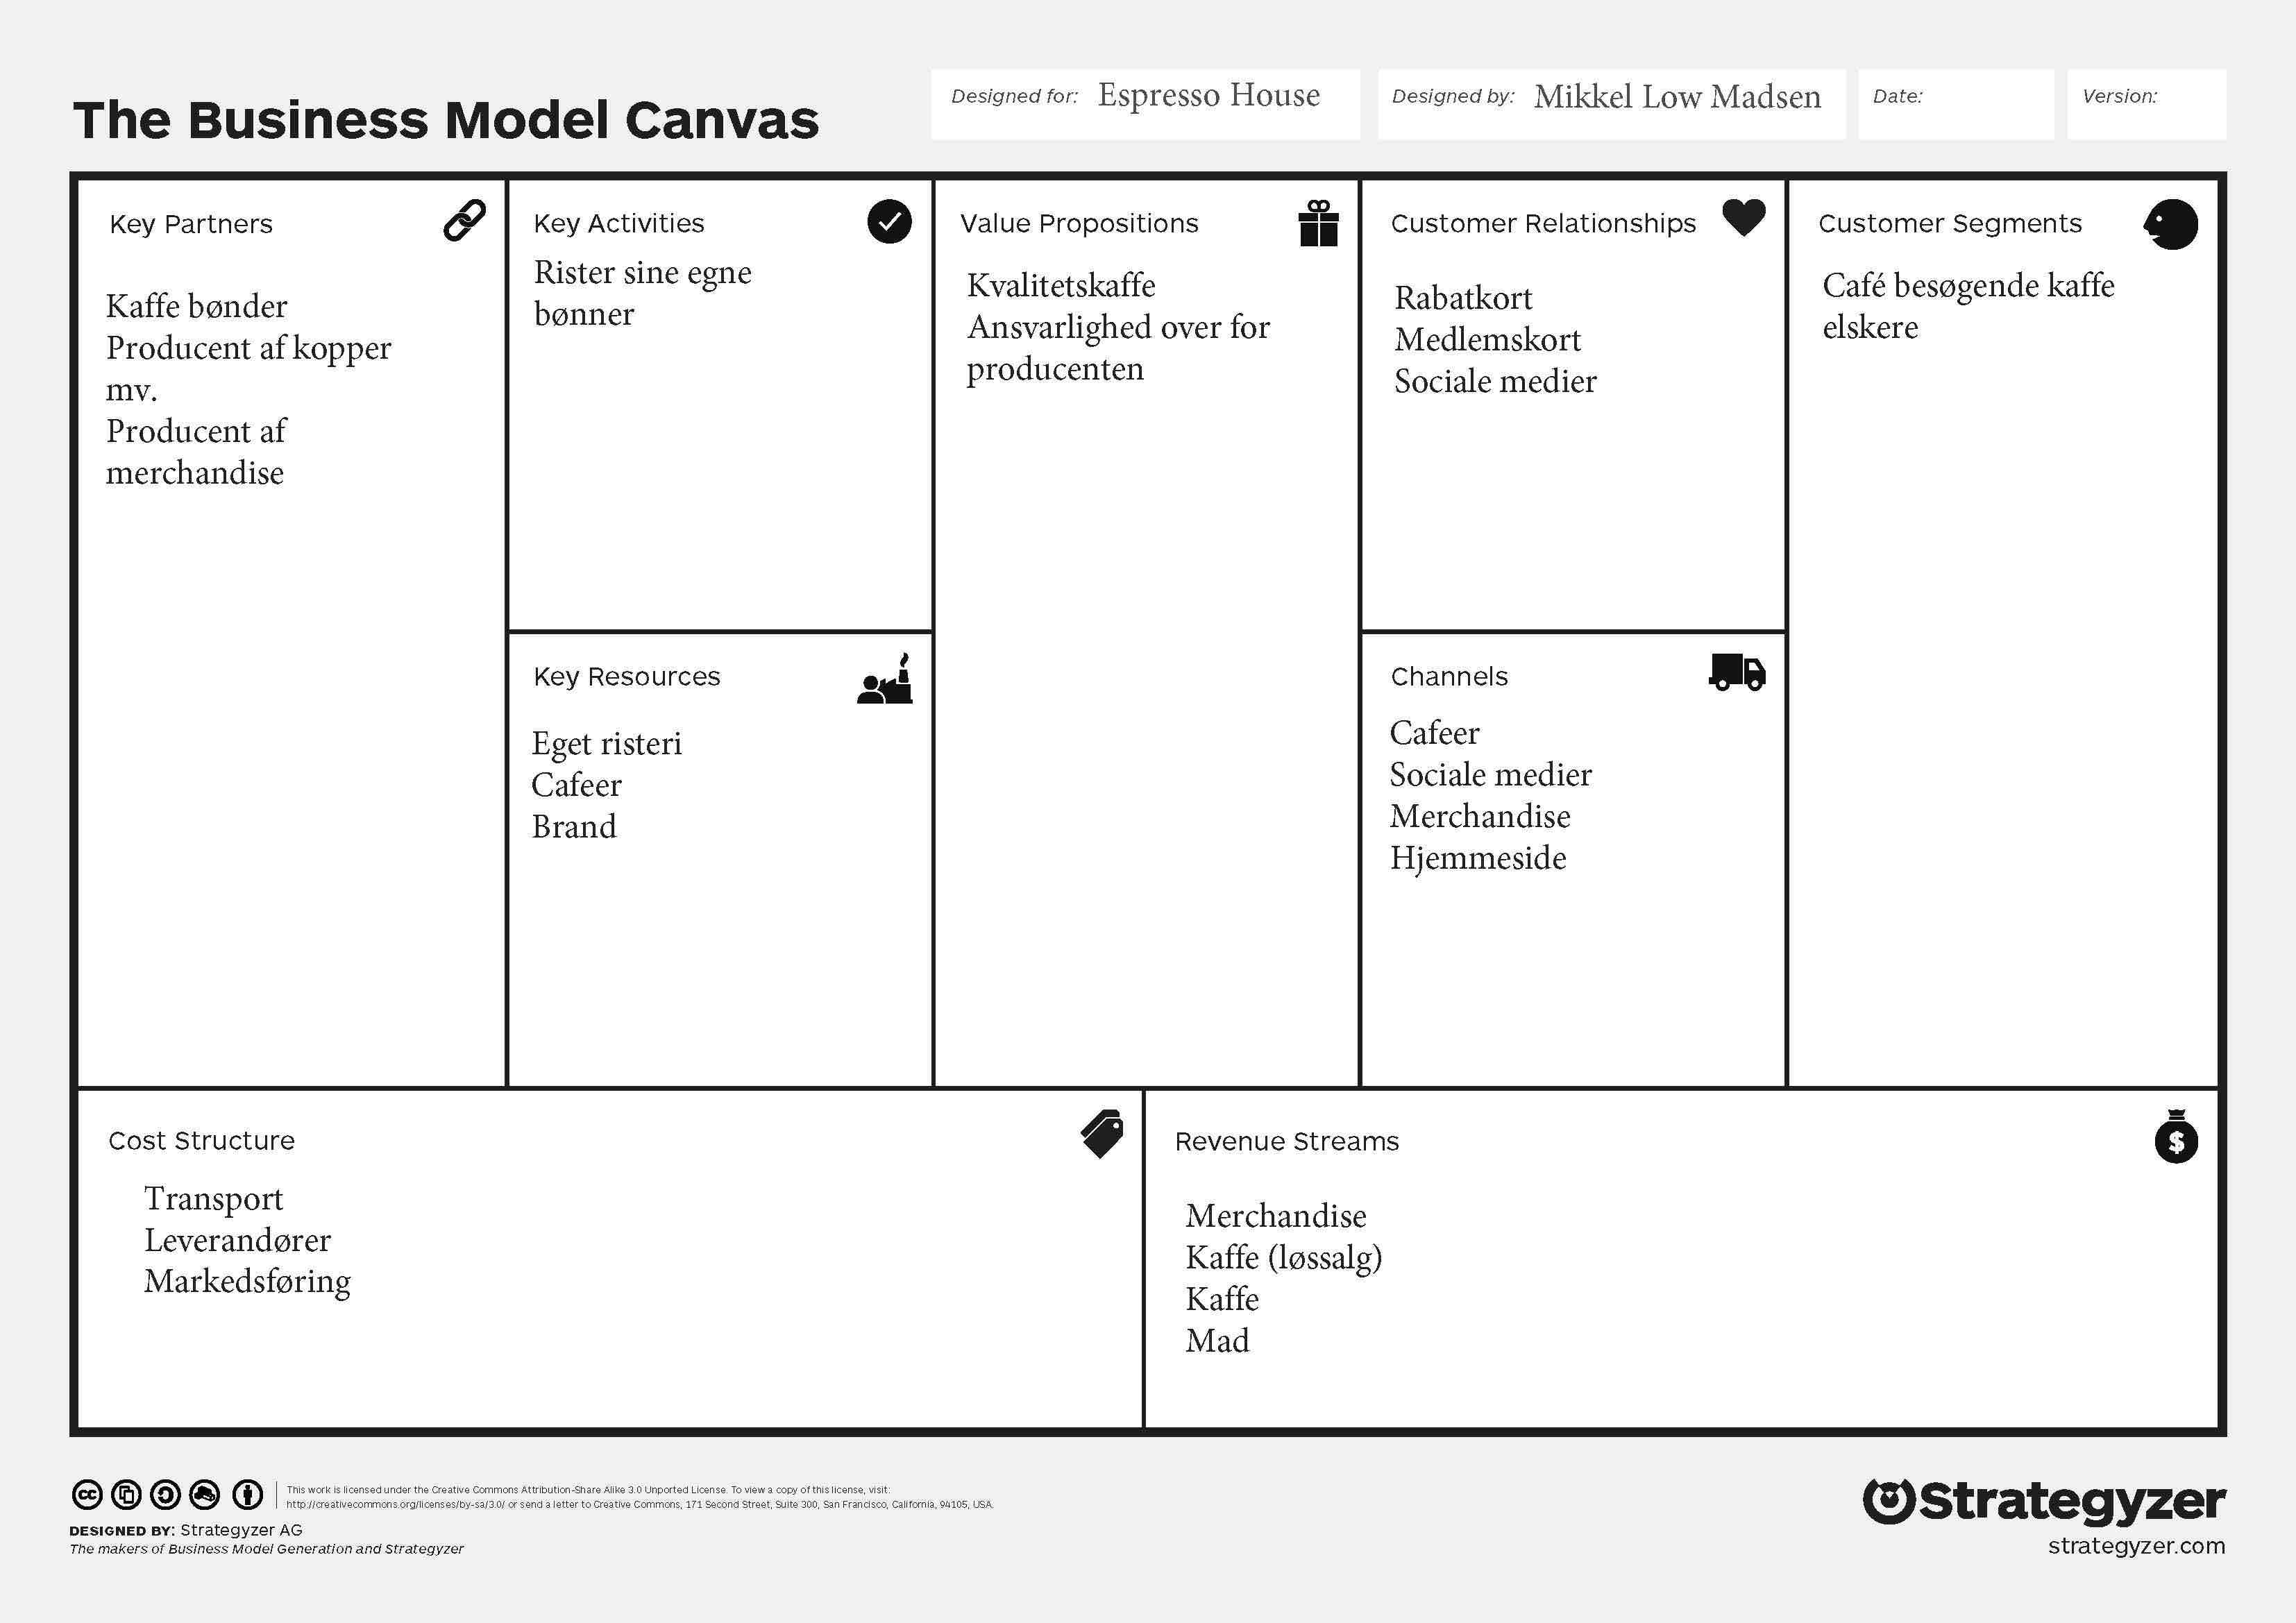 The Business Model Canvas
Designed for: Espresso House
Designed by: Mikkel Low Madsen
Date:
Version:
Key Partners
Kaffe bønder
Producent af kopper
mv.
Producent af
merchandise
Key Activities
Rister sine egne
bønner
Key Resources
Eget risteri
Cafeer
Brand
Value Propositions
Kvalitetskaffe
Ansvarlighed over for
producenten
Customer Relationships
Rabatkort
Medlemskort
Sociale medier
Channels
Cafeer
Sociale medier
Merchandise
Hjemmeside
Customer Segments
Café besøgende kaffe
elskere
Cost Structure
Transport
Leverandører
Markedsføring
Revenue Streams
Merchandise
Kaffe (løssalg)
Kaffe
Mad
This work is licensed under the Creative Commons Attribution-Share Alike 3.0 Unported License. To view a copy of this license, visit:
http://creativecommons.org/licenses/by-sa/3.0/ or send a letter to Creative Commons, 171 Second Street, Suite 300, San Francisco, California, 94105, USA.
DESIGNED BY: Strategyzer AG
The makers of Business Model Generation and Strategyzer
Strategyzer
strategyzer.com